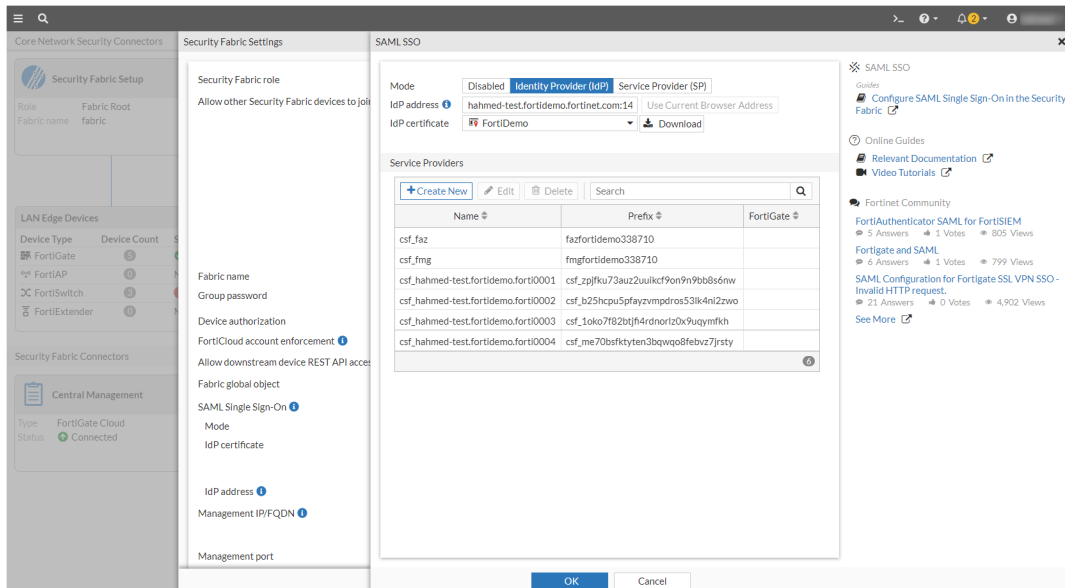 2
Core Network Security Connectors
Security Fabric Setup
Role Fabric Root
Fabric name fabric
LAN Edge Devices
Device Type Device Count S
FortiGate 5
FortiAP 0 N
FortiSwitch 3
FortiExtender 0 N
Security Fabric Connectors
Central Management
Type FortiGate Cloud
Status Connected
Security Fabric Settings
Security Fabric role
Allow other Security Fabric devices to join
Fabric name
Group password
Device authorization
FortiCloud account enforcement
Allow downstream device REST API acces
Fabric global object
SAML Single Sign-On
Mode
IdP certificate
IdP address
Management IP/FQDN
Management port
SAML SSO
Mode Disabled Identity Provider (IdP) Service Provider (SP)
IdP address hahmed-test.fortidemo.fortinet.com:14 Use Current Browser Address
IdP certificate FortiDemo Download
Service Providers
Create New Edit Delete Search
Name Prefix FortiGate
csf_faz fazfortidemo338710
csf_fmg fmgfortidemo338710
csf_hahmed-test.fortidemo.forti0001 csf_zpjfku73auz2uuikcf9on9n9bb8s6nw
csf_hahmed-test.fortidemo.forti0002 csf_b25hcpu5pfayzvmpdros53lk4ni2zwo
csf_hahmed-test.fortidemo.forti0003 csf_1oko7f82btjfi4rdnorlz0x9uqymfkh
csf_hahmed-test.fortidemo.forti0004 csf_me70bsfktyten3bqwqo8febvz7jrsty
6
OK Cancel
SAML SSO
Guides
Configure SAML Single Sign-On in the Security
Fabric
Online Guides
Relevant Documentation
Video Tutorials
Fortinet Community
FortiAuthenticator SAML for FortiSIEM
5 Answers 1 Votes 805 Views
Fortigate and SAML
6 Answers 1 Votes 799 Views
SAML Configuration for Fortigate SSL VPN SSO -
Invalid HTTP request.
21 Answers 0 Votes 4,902 Views
See More